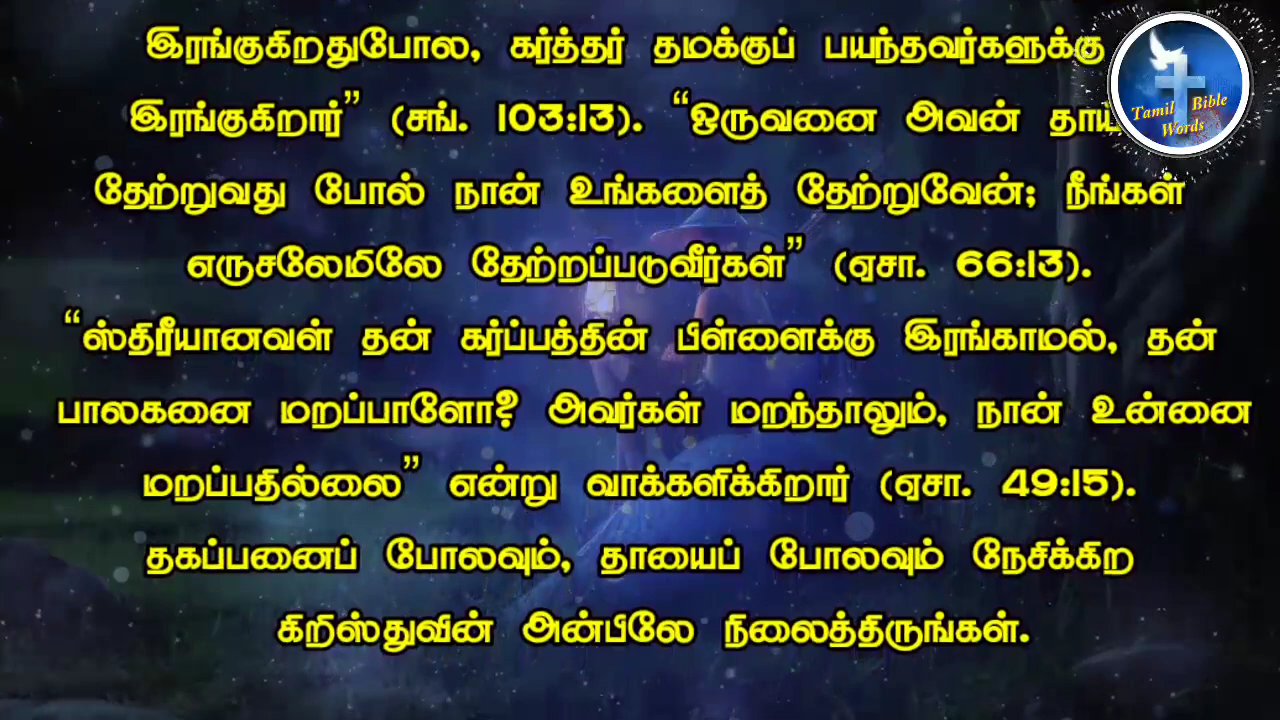 இரங்குகிறதுபோல, கர்த்தர் தமக்குப் பயந்தவர்களுக்கு
இரங்குகிறார்” (சங். 103:13). “ஒருவனை அவன்
தேற்றுவது போல் நான் உங்களைத் தேற்றுவேன்; நீங்கள்
எருசலேமிலே தேற்றப்படுவீர்கள்” (ஏசா. 66:13).
“ஸ்திரீயானவள் தன் கர்ப்பத்தின் பிள்ளைக்கு இரங்காமல், தன்
பாலகனை மறப்பாளோ? அவர்கள் மறந்தாலும், நான் உன்னை
மறப்பதில்லை” என்று வாக்களிக்கிறார் (ஏசா. 49:15).
தகப்பனைப் போலவும், தாயைப் போலவும் நேசிக்கிற
கிறிஸ்துவின் அன்பிலே நிலைத்திருங்கள்.
Tamil Bible
Words